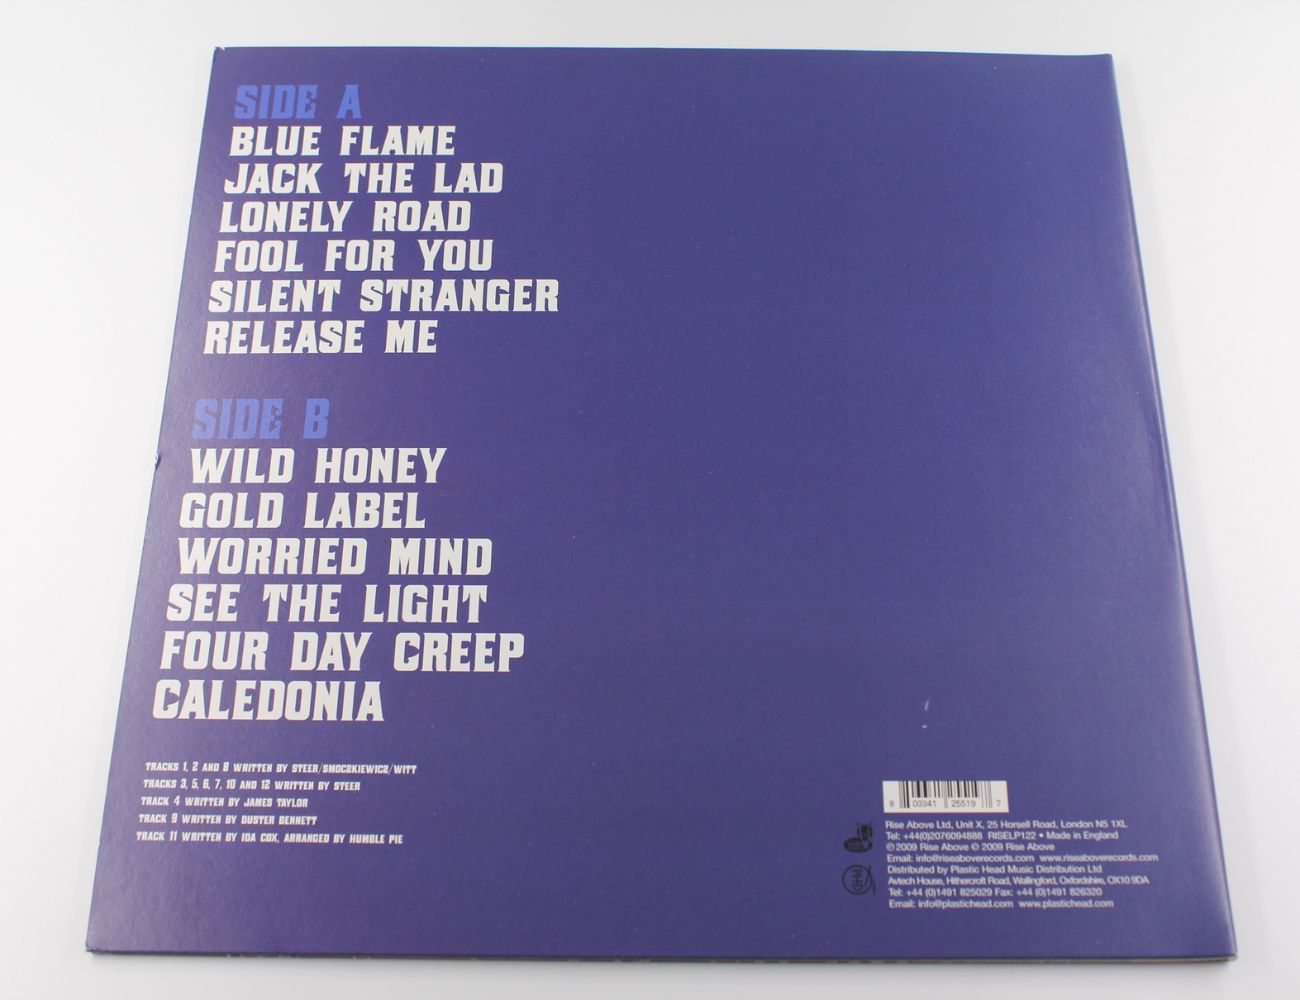 SIDE A
BLUE FLAME
JACK THE LAD
LONELY ROAD
FOOL FOR YOU
SILENT STRANGER
RELEASE ME
SIDE B
WILD HONEY
GOLD LABEL
WORRIED MIND
SEE THE LIGHT
FOUR DAY CREEP
CALEDONIA
TRACKS 1, 2 AND 8 WRITTEN BY STEER/SMOCZKIEWICZ/WITT
TRACKS 3, 5, 6, 7, 10 AND 12 WRITTEN BY STEER
TRACK 4 WRITTEN BY JAMES TAYLOR
TRACK 9 WRITTEN BY DUSTER BENNETT
TRACK 11 WRITTEN BY IDA COX, ARRANGED BY HUMBLE PIE
8 03341 25519 7
Rise Above Ltd, Unit X, 25 Horsell Road, London N5 1XL
Tel: +44(0)2076094888 RISELP122 • Made in England
℗ 2009 Rise Above © 2009 Rise Above
Email: info@riseaboverecords.com www.riseaboverecords.com
Distributed by Plastic Head Music Distribution Ltd
Avtech House, Hithercroft Road, Wallingford, Oxfordshire, OX10 9DA
Tel: +44 (0)1491 825029 Fax: +44 (0)1491 826320
Email: info@plastichead.com www.plastichead.com
PHD